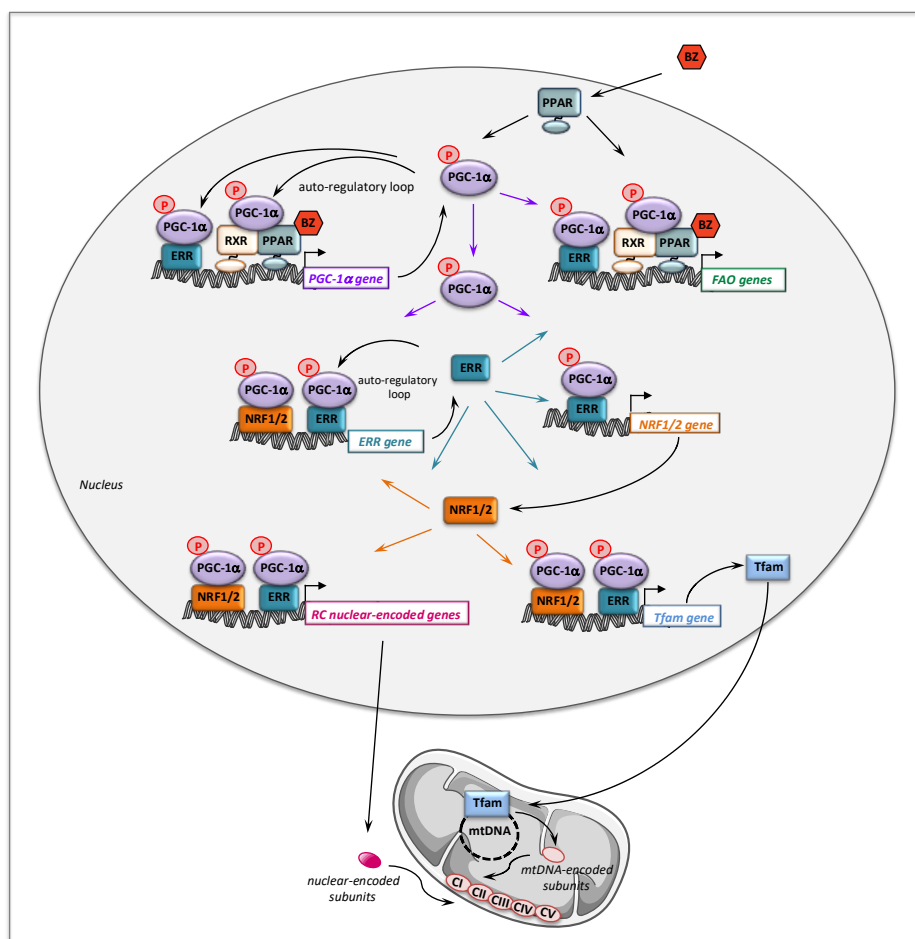 BZ
PPAR
P
PGC-1α
auto-regulatory loop
P
PGC-1α
ERR
P
PGC-1α
RXR
PPAR
BZ
PGC-1α gene
P
PGC-1α
ERR
P
PGC-1α
RXR
PPAR
BZ
FAO genes
P
PGC-1α
ERR
P
PGC-1α
NRF1/2
P
PGC-1α
ERR
auto-regulatory
loop
ERR gene
P
PGC-1α
ERR
NRF1/2 gene
Nucleus
NRF1/2
P
PGC-1α
NRF1/2
P
PGC-1α
ERR
RC nuclear-encoded genes
P
PGC-1α
NRF1/2
P
PGC-1α
ERR
Tfam gene
Tfam
Tfam
mtDNA
mtDNA-encoded
subunits
nuclear-encoded
subunits
CI
CII
CIII
CIV
CV